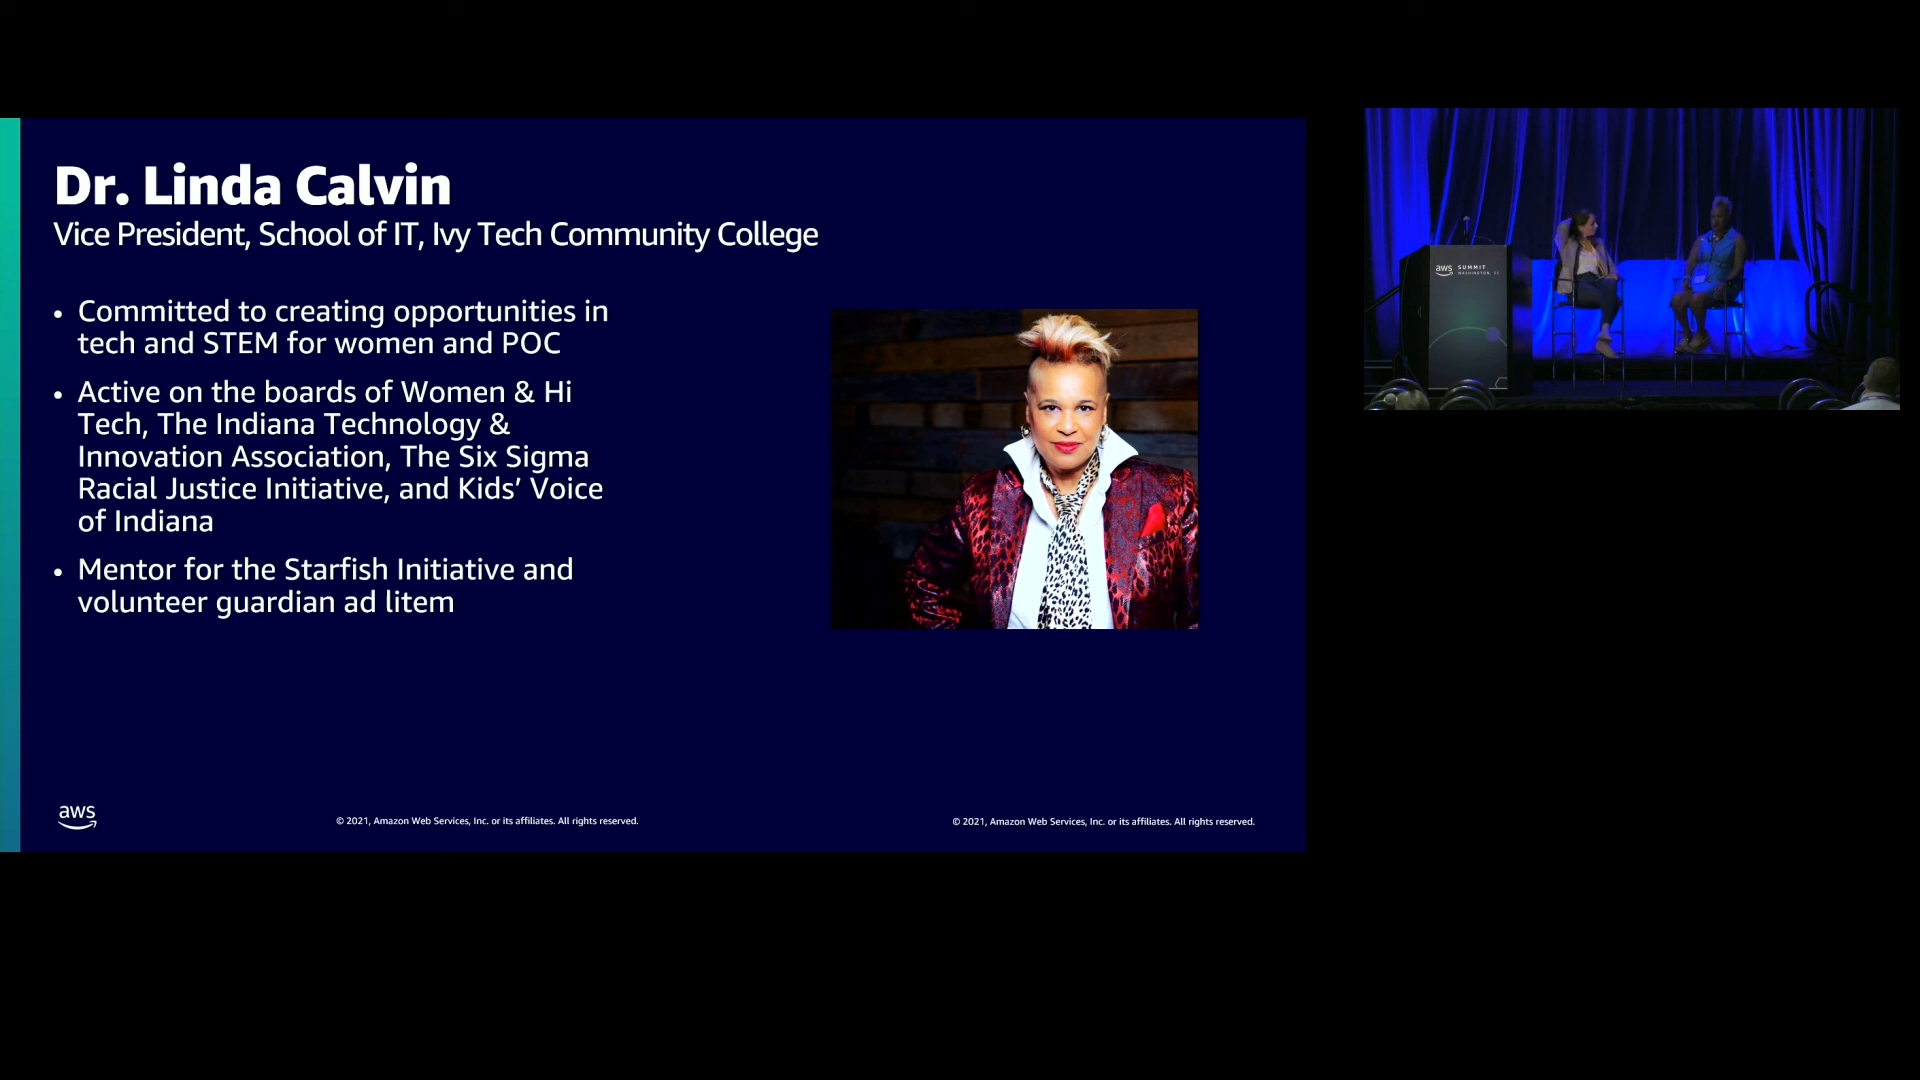 Dr. Linda Calvin
Vice President, School of IT, Ivy Tech Community College
• Committed to creating opportunities in
tech and STEM for women and POC
• Active on the boards of Women & Hi
Tech, The Indiana Technology &
Innovation Association, The Six Sigma
Racial Justice Initiative, and Kids’ Voice
of Indiana
• Mentor for the Starfish Initiative and
volunteer guardian ad litem
aws
© 2021, Amazon Web Services, Inc. or its affiliates. All rights reserved.
© 2021, Amazon Web Services, Inc. or its affiliates. All rights reserved.
aws SUMMIT
WASHINGTON, DC